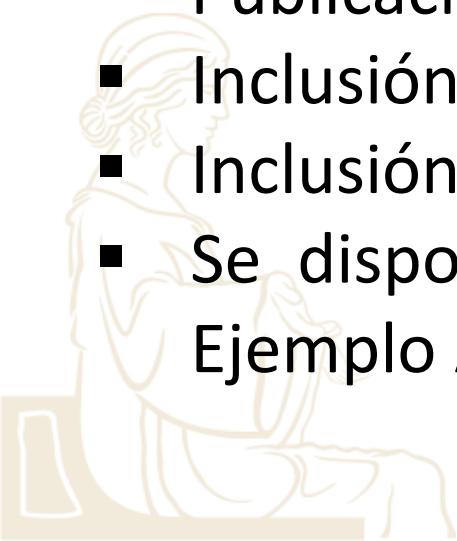 ▪ Inclusión
▪ Inclusión
▪ Se dispo
Ejemplo